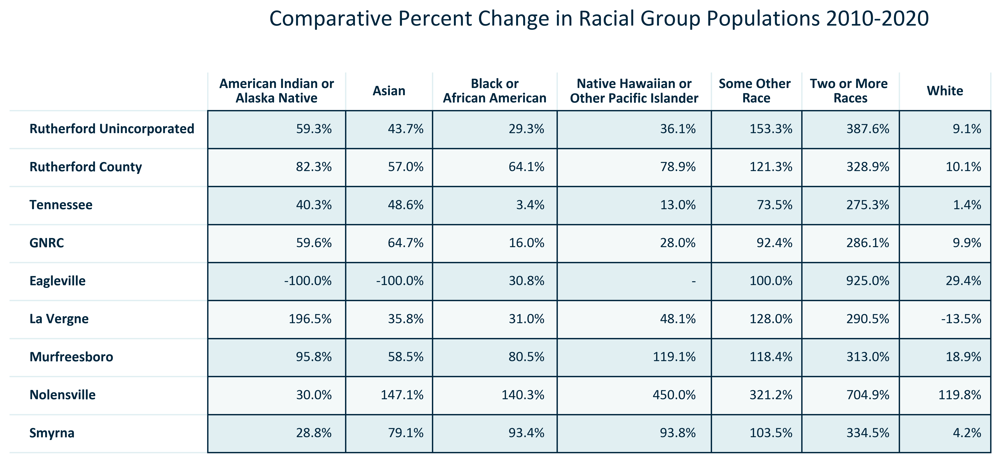 Comparative Percent Change in Racial Group Populations 2010-2020
American Indian or Alaska Native Asian Black or African American Native Hawaiian or Other Pacific Islander Some Other Race Two or More Races White
Rutherford Unincorporated 59.3% 43.7% 29.3% 36.1% 153.3% 387.6% 9.1%
Rutherford County 82.3% 57.0% 64.1% 78.9% 121.3% 328.9% 10.1%
Tennessee 40.3% 48.6% 3.4% 13.0% 73.5% 275.3% 1.4%
GNRC 59.6% 64.7% 16.0% 28.0% 92.4% 286.1% 9.9%
Eagleville -100.0% -100.0% 30.8% - 100.0% 925.0% 29.4%
La Vergne 196.5% 35.8% 31.0% 48.1% 128.0% 290.5% -13.5%
Murfreesboro 95.8% 58.5% 80.5% 119.1% 118.4% 313.0% 18.9%
Nolensville 30.0% 147.1% 140.3% 450.0% 321.2% 704.9% 119.8%
Smyrna 28.8% 79.1% 93.4% 93.8% 103.5% 334.5% 4.2%